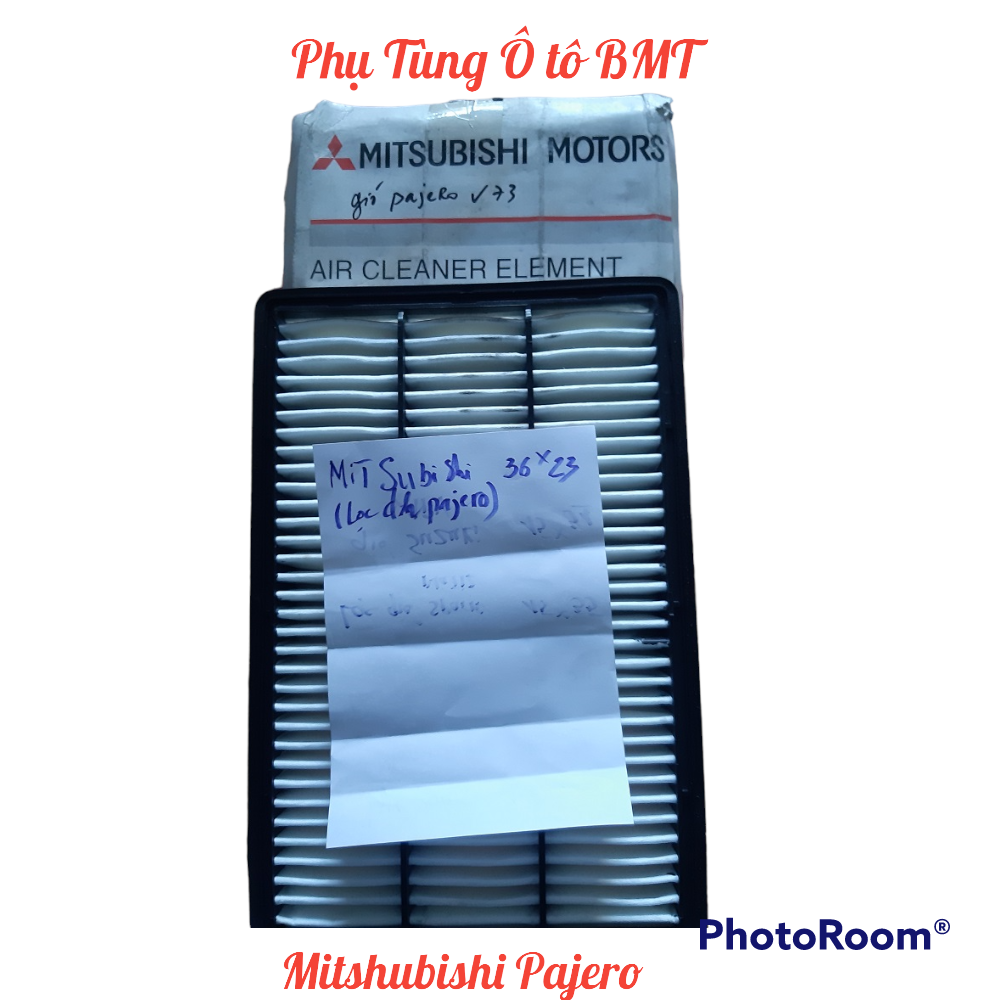 Phụ Tùng Ô tô BMT
MITSUBISHI MOTORS
gió pajero V73
AIR CLEANER ELEMENT
MiTSubiShi 36x23
(Lọc pajero)
PhotoRoom®
Mitshubishi Pajero